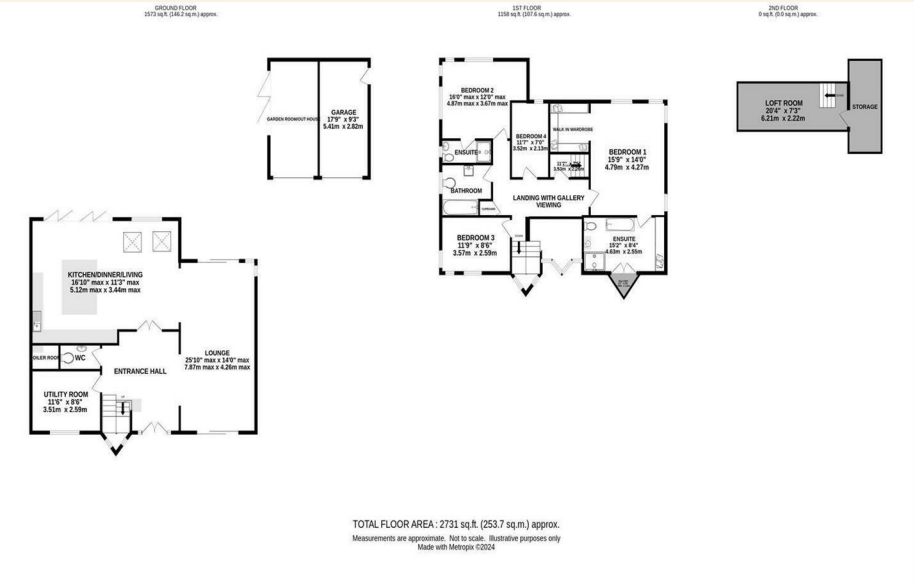 GROUND FLOOR
1573 sq.ft. (146.2 sq.m.) approx.
1ST FLOOR
1158 sq.ft. (107.6 sq.m.) approx.
2ND FLOOR
0 sq.ft. (0.0 sq.m.) approx.
GARDEN ROOM/OUT HOUSE
GARAGE
17'9" x 9'3"
5.41m x 2.82m
KITCHEN/DINNER/LIVING
16'10" max x 11'3" max
5.12m max x 3.44m max
LOUNGE
25'10" max x 14'0" max
7.87m max x 4.26m max
OILER ROOM
WC
ENTRANCE HALL
UTILITY ROOM
11'6" x 8'6"
3.51m x 2.59m
UP
BEDROOM 2
16'0" max x 12'0" max
4.87m max x 3.67m max
ENSUITE
BATHROOM
BEDROOM 4
11'7" x 7'0"
3.52m x 2.13m
WALK IN WARDROBE
BEDROOM 1
15'9" x 14'0"
4.79m x 4.27m
LANDING WITH GALLERY
VIEWING
BEDROOM 3
11'9" x 8'6"
3.57m x 2.59m
DOWN
ENSUITE
15'2" x 8'4"
4.63m x 2.55m
LOFT ROOM
20'4" x 7'3"
6.21m x 2.22m
STORAGE
TOTAL FLOOR AREA : 2731 sq.ft. (253.7 sq.m.) approx.
Measurements are approximate. Not to scale. Illustrative purposes only
Made with Metropix ©2024